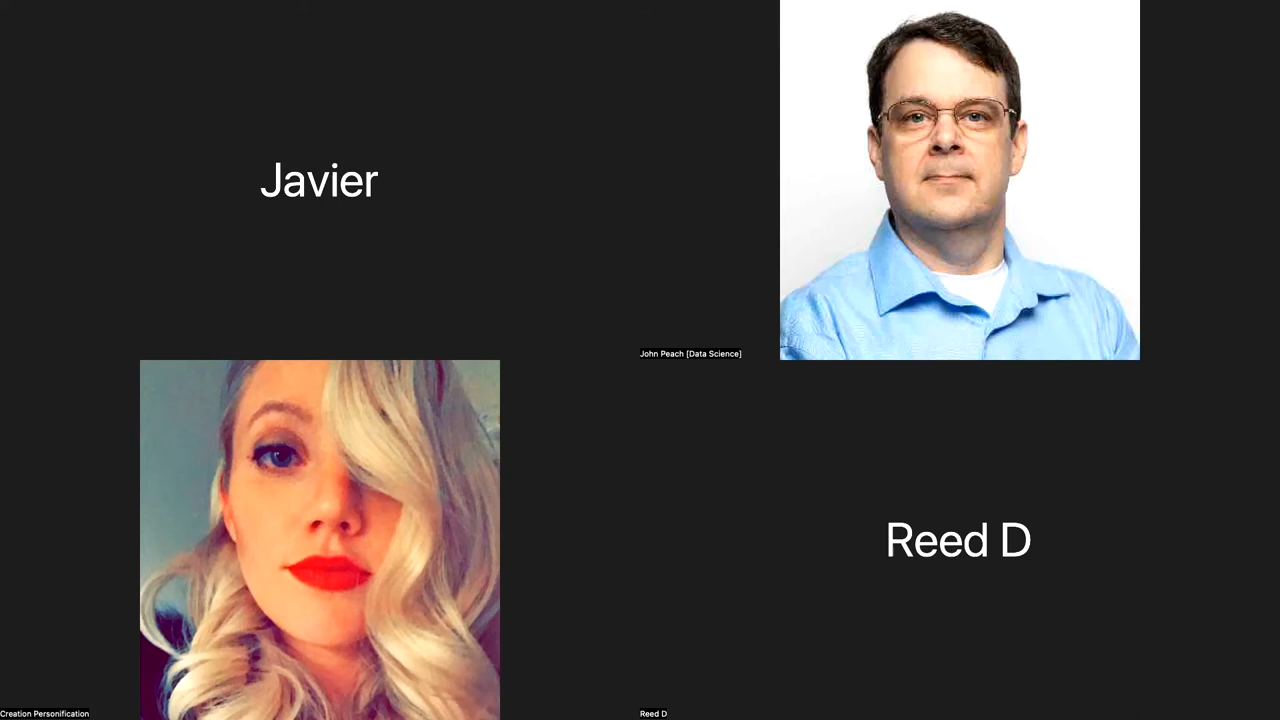 Javier
John Peach [Data Science]
Creation Personification
Reed D
Reed D